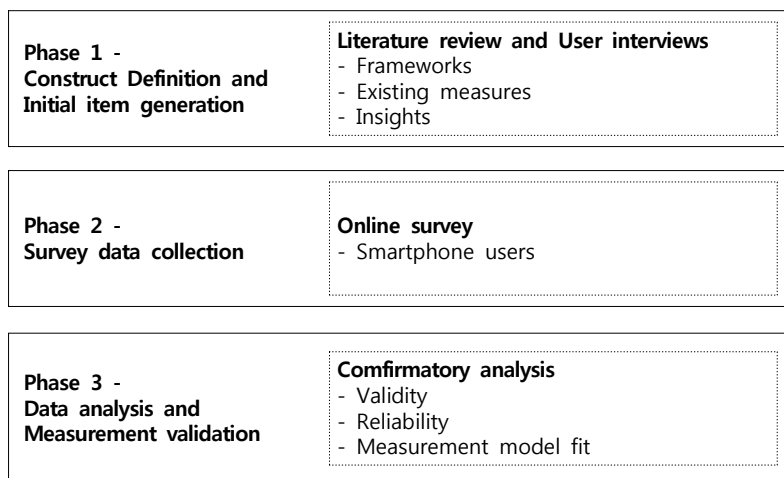 Phase 1 -
Construct Definition and
Initial item generation
Literature review and User interviews
- Frameworks
- Existing measures
- Insights
Phase 2 -
Survey data collection
Online survey
- Smartphone users
Phase 3 -
Data analysis and
Measurement validation
Comfirmatory analysis
- Validity
- Reliability
- Measurement model fit